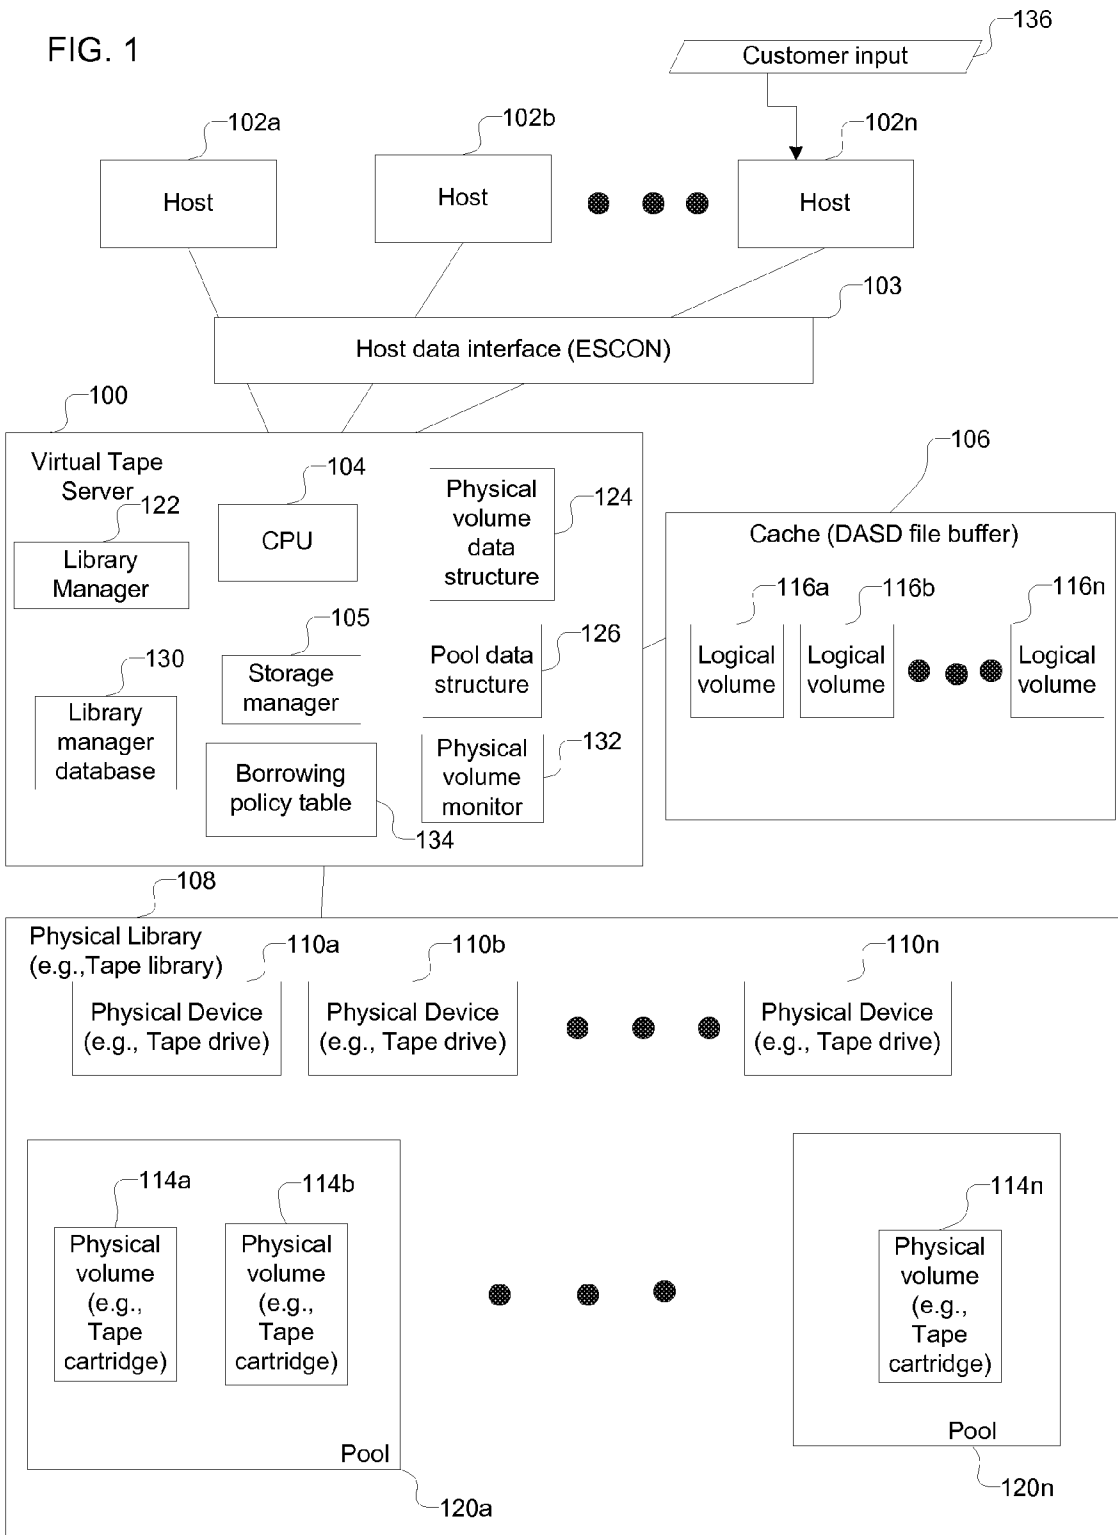 FIG. 1
136
Customer input
102a
102b
102n
Host
Host
Host
103
Host data interface (ESCON)
100
Virtual Tape
Server
122
Library
Manager
104
CPU
Physical
volume
data
structure
124
105
Storage
manager
Pool data
structure
126
130
Library
manager
database
Borrowing
policy table
134
Physical
volume
monitor
132
106
Cache (DASD file buffer)
116a
116b
116n
Logical
volume
Logical
volume
Logical
volume
108
Physical Library
(e.g.,Tape library)
110a
110b
110n
Physical Device
(e.g., Tape drive)
Physical Device
(e.g., Tape drive)
Physical Device
(e.g., Tape drive)
114a
114b
114n
Physical
volume
(e.g.,
Tape
cartridge)
Physical
volume
(e.g.,
Tape
cartridge)
Physical
volume
(e.g.,
Tape
cartridge)
Pool
120a
Pool
120n